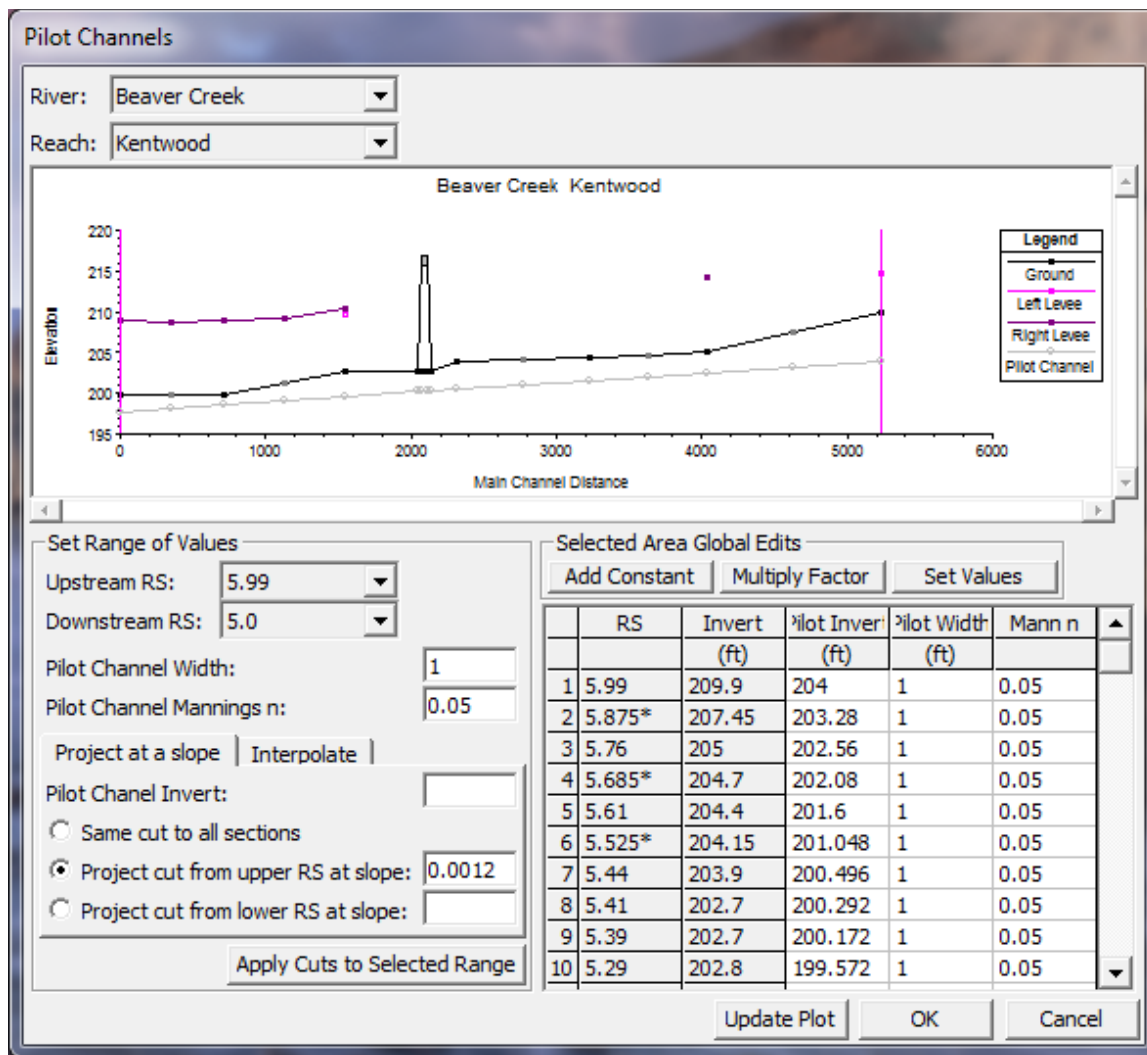 Pilot Channels
River: Beaver Creek
Reach: Kentwood
Beaver Creek Kentwood
220
215
210
205
200
195
Elevation
0 1000 2000 3000 4000 5000 6000
Main Channel Distance
Legend
Ground
Left Levee
Right Levee
Pilot Channel
Set Range of Values
Upstream RS: 5.99
Downstream RS: 5.0
Pilot Channel Width: 1
Pilot Channel Mannings n: 0.05
Project at a slope Interpolate
Pilot Chanel Invert:
Same cut to all sections
Project cut from upper RS at slope: 0.0012
Project cut from lower RS at slope:
Apply Cuts to Selected Range
Selected Area Global Edits
Add Constant Multiply Factor Set Values
RS Invert Pilot Inver Pilot Width Mann n
(ft) (ft) (ft)
1 5.99 209.9 204 1 0.05
2 5.875* 207.45 203.28 1 0.05
3 5.76 205 202.56 1 0.05
4 5.685* 204.7 202.08 1 0.05
5 5.61 204.4 201.6 1 0.05
6 5.525* 204.15 201.048 1 0.05
7 5.44 203.9 200.496 1 0.05
8 5.41 202.7 200.292 1 0.05
9 5.39 202.7 200.172 1 0.05
10 5.29 202.8 199.572 1 0.05
Update Plot OK Cancel